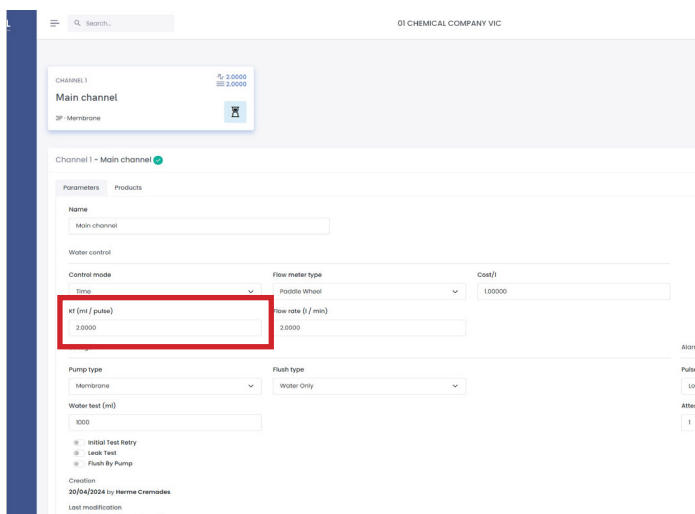 Search...
01 CHEMICAL COMPANY VIC
CHANNEL 1
2.0000
2.0000
Main channel
3P - Membrane
Channel 1 - Main channel
Parameters Products
Name
Main channel
Water control
Control mode Flow meter type Cost/l
Time Paddle Wheel 1.00000
Kf (ml / pulse) Flow rate (l / min)
2.0000 2.0000
Pump type Flush type
Membrane Water Only
Water test (ml)
1000 1
Initial Test Retry
Leak Test
Flush By Pump
Creation
20/04/2024 by Herme Cremades
Last modification